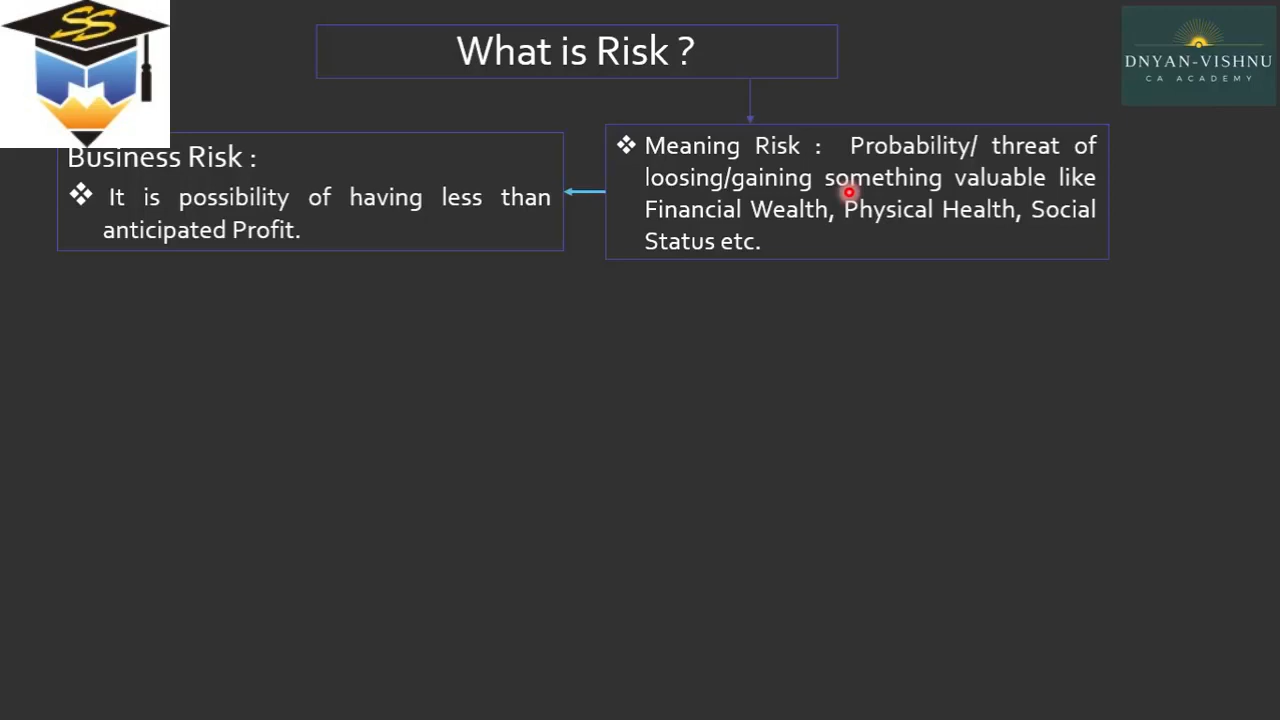 SS
What is Risk ?
DNYAN-VISHNU
CA ACADEMY
Business Risk :
❖ It is possibility of having less than
anticipated Profit.
❖ Meaning Risk : Probability/ threat of
loosing/gaining something valuable like
Financial Wealth, Physical Health, Social
Status etc.